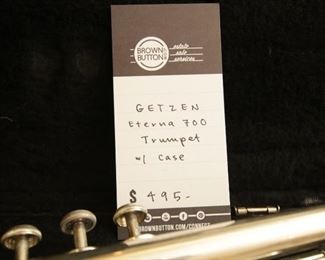 BROWN
BUTTON
estate
sale
services
GETZEN
Eterna 700
Trumpet
w/ case
$ 495-
BROWNBUTTON.COM/CONNECT